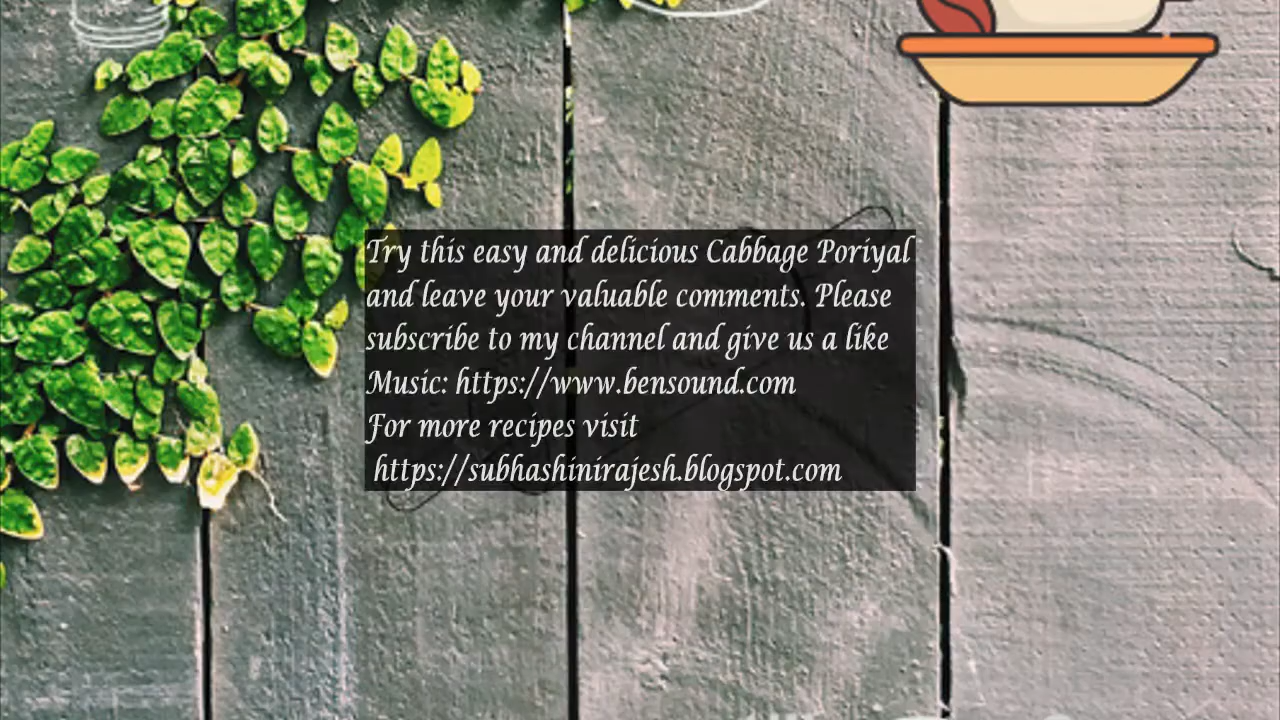 Try this easy and delicious Cabbage Poriyal
and leave your valuable comments. Please
subscribe to my channel and give us a like
Music: https://www.bensound.com
For more recipes visit
https://subhashinirajesh.blogspot.com